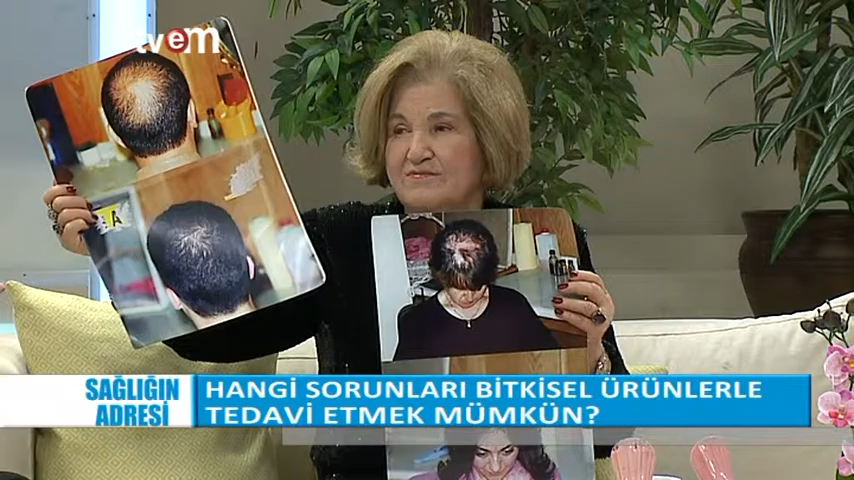 tvem
A
SAĞLIĞIN
ADRESİ
HANGİ SORUNLARI BİTKİSEL ÜRÜNLERLE
TEDAVİ ETMEK MÜMKÜN?